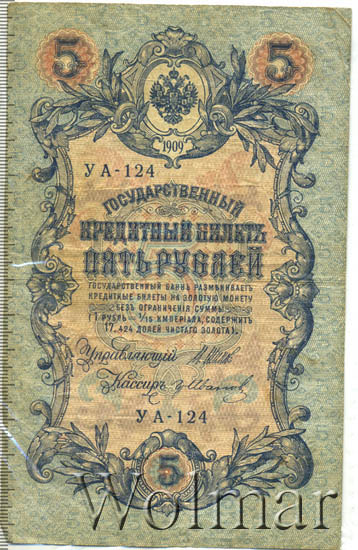 5 5
1909
УА-124
ГОСУДАРСТВЕННЫЙ
КРЕДИТНЫЙ БИЛЕТЪ
ПЯТЬ РУБЛЕЙ
ГОСУДАРСТВЕННЫЙ БАНКЪ РАЗМѢНИВАЕТЪ
КРЕДИТНЫЕ БИЛЕТЫ НА ЗОЛОТУЮ МОНЕТУ
БЕЗЪ ОГРАНИЧЕНІЯ СУММЫ
(1 РУБЛЬ = 1/15 ИМПЕРІАЛА, СОДЕРЖИТЪ
17,424 ДОЛЕЙ ЧИСТАГО ЗОЛОТА).
Управляющій
Кассиръ
УА-124
5
Wolmar